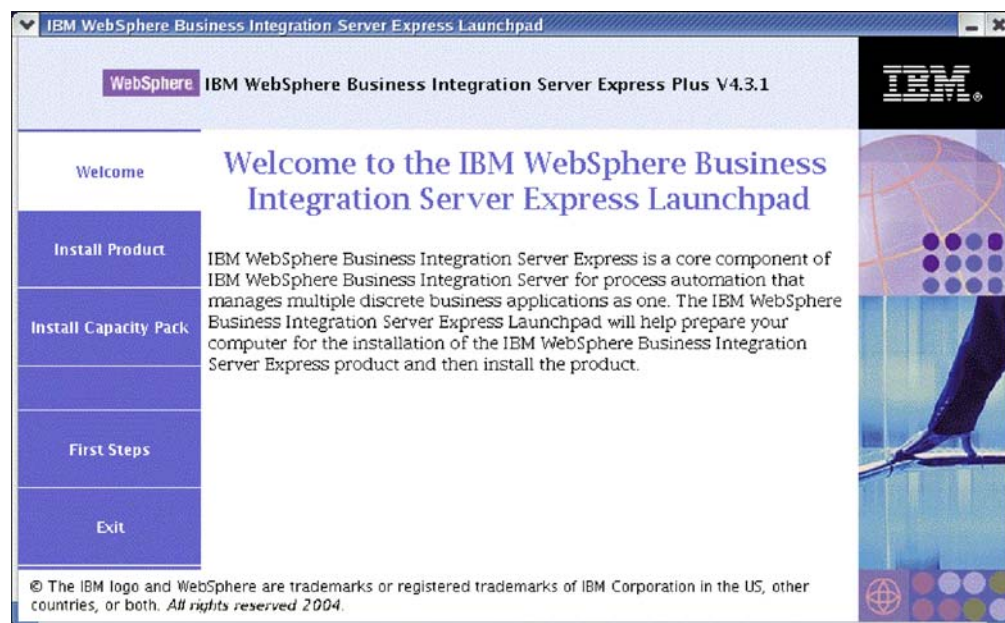 IBM WebSphere Business Integration Server Express Launchpad
WebSphere IBM WebSphere Business Integration Server Express Plus V4.3.1
IBM®
Welcome
Install Product
Install Capacity Pack
First Steps
Exit
Welcome to the IBM WebSphere Business
Integration Server Express Launchpad
IBM WebSphere Business Integration Server Express is a core component of
IBM WebSphere Business Integration Server for process automation that
manages multiple discrete business applications as one. The IBM WebSphere
Business Integration Server Express Launchpad will help prepare your
computer for the installation of the IBM WebSphere Business Integration
Server Express product and then install the product.
© The IBM logo and WebSphere are trademarks or registered trademarks of IBM Corporation in the US, other
countries, or both. All rights reserved 2004.